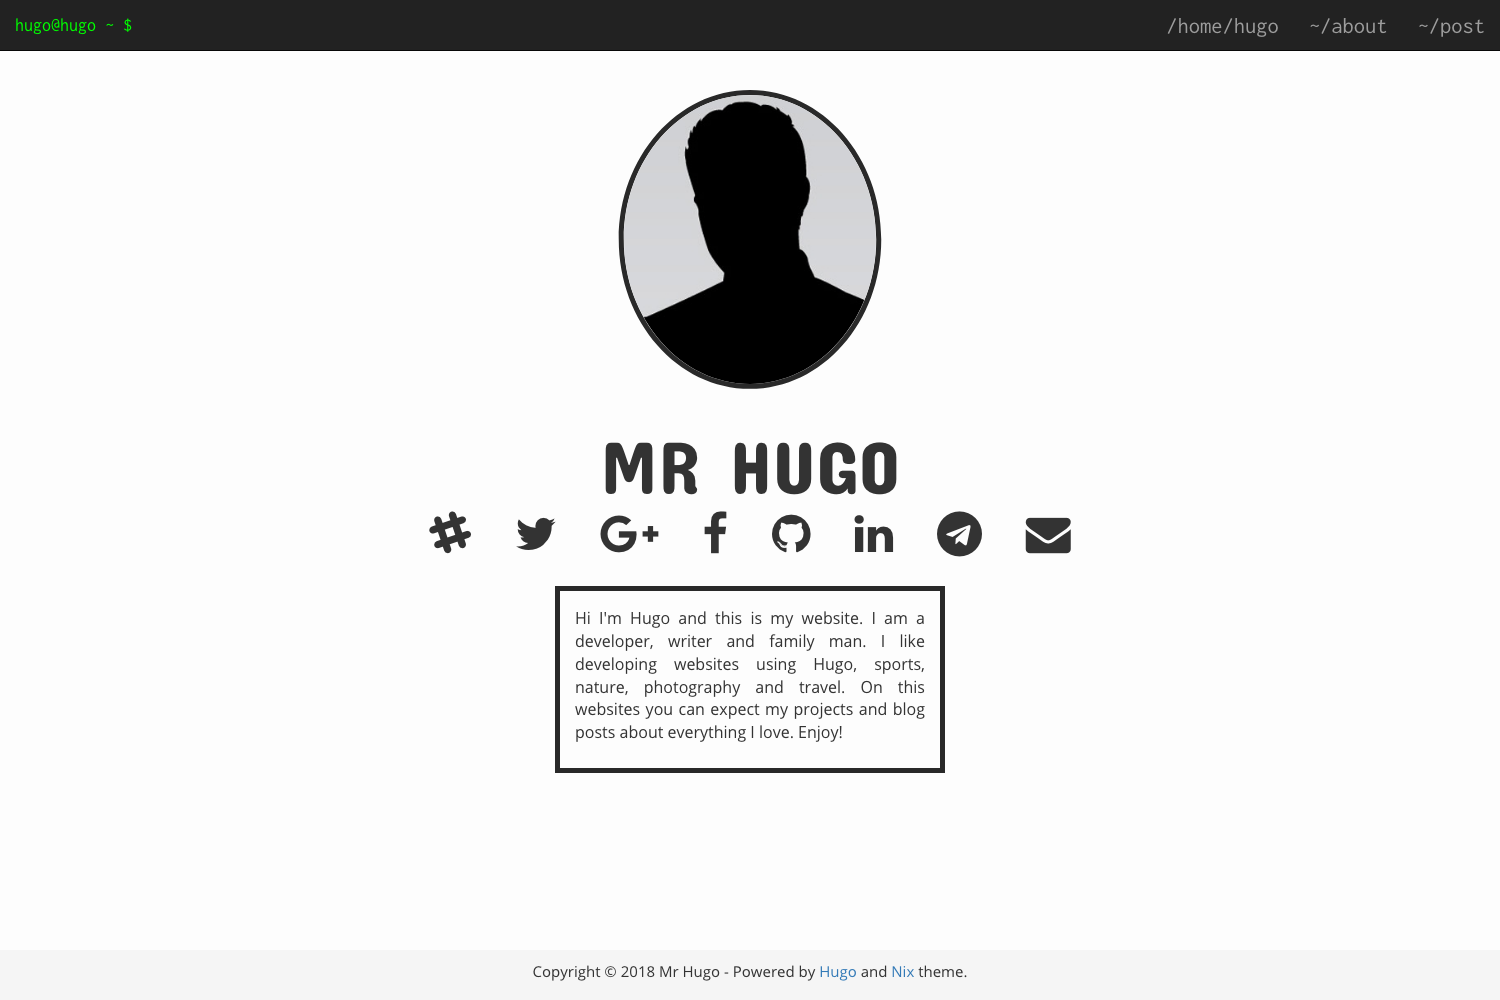 hugo@hugo ~ $
/home/hugo ~/about ~/post
MR HUGO
Hi I'm Hugo and this is my website. I am a
developer, writer and family man. I like
developing websites using Hugo, sports,
nature, photography and travel. On this
websites you can expect my projects and blog
posts about everything I love. Enjoy!
Copyright © 2018 Mr Hugo - Powered by Hugo and Nix theme.